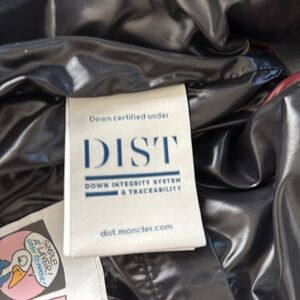 Down certified under
DIST
DOWN INTEGRITY SYSTEM
& TRACEABILITY
dist.moncler.com